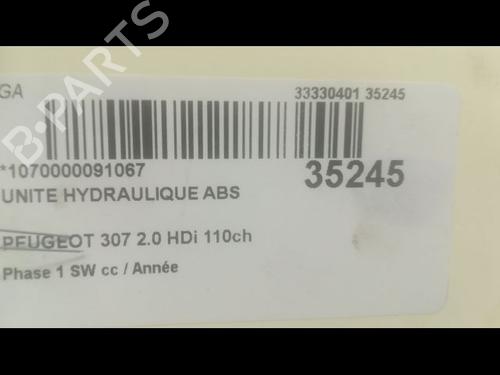 GA
33330401 35245
*1070000091067
35245
UNITE HYDRAULIQUE ABS
PEUGEOT 307 2.0 HDi 110ch
Phase 1 SW cc / Année
B-PARTS